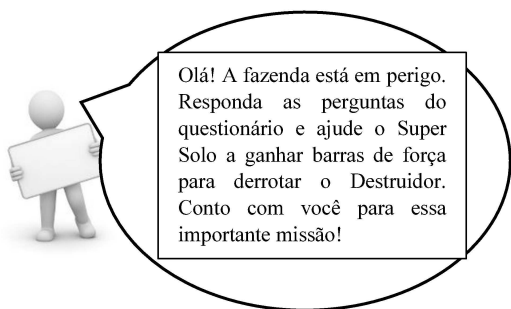 Olá! A fazenda está em perigo.
Responda as perguntas do
questionário e ajude o Super
Solo a ganhar barras de força
para derrotar o Destruidor.
Conto com você para essa
importante missão!